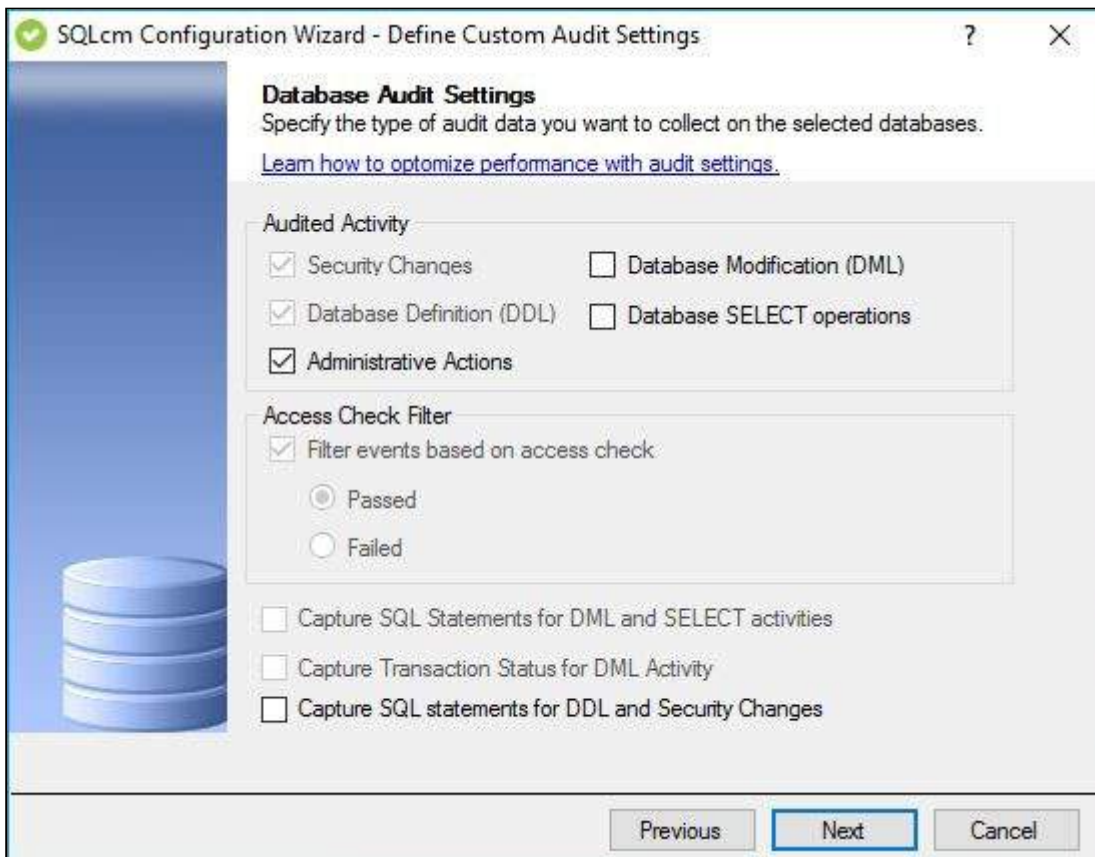 SQLcm Configuration Wizard - Define Custom Audit Settings
Database Audit Settings
Specify the type of audit data you want to collect on the selected databases.
Learn how to optomize performance with audit settings.
Audited Activity
Security Changes
Database Modification (DML)
Database Definition (DDL)
Database SELECT operations
Administrative Actions
Access Check Filter
Filter events based on access check
Passed
Failed
Capture SQL Statements for DML and SELECT activities
Capture Transaction Status for DML Activity
Capture SQL statements for DDL and Security Changes
Previous
Next
Cancel